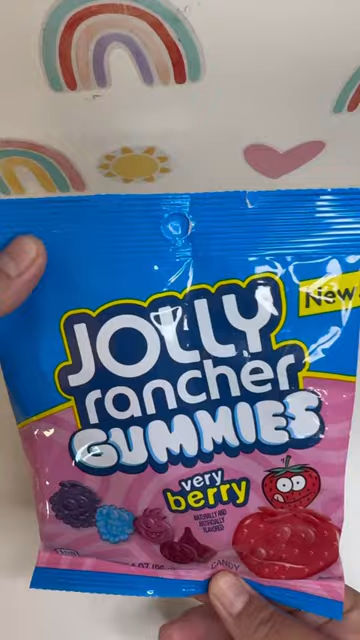 New
JOLLY
rancher
GUMMIES
very
berry
NATURALLY AND
ARTIFICIALLY
FLAVORED
CANDY